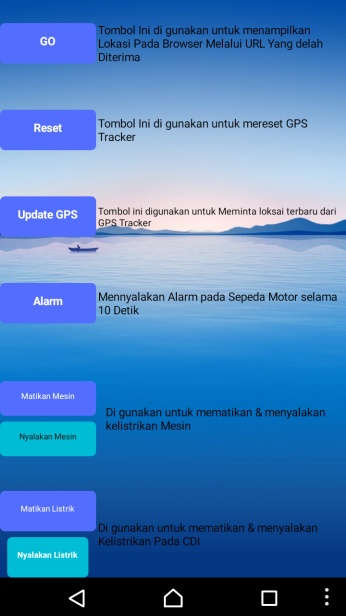 GO
Tombol Ini di gunakan untuk menampilkan
Lokasi Pada Browser Melalui URL Yang delah
Diterima
Reset
Tombol Ini di gunakan untuk mereset GPS
Tracker
Update GPS
Tombol ini digunakan untuk Meminta loksai terbaru dari
GPS Tracker
Alarm
Mennyalakan Alarm pada Sepeda Motor selama
10 Detik
Matikan Mesin
Nyalakan Mesin
Di gunakan untuk mematikan & menyalakan
kelistrikan Mesin
Matikan Listrik
Nyalakan Listrik
Di gunakan untuk mematikan & menyalakan
Kelistrikan Pada CDI